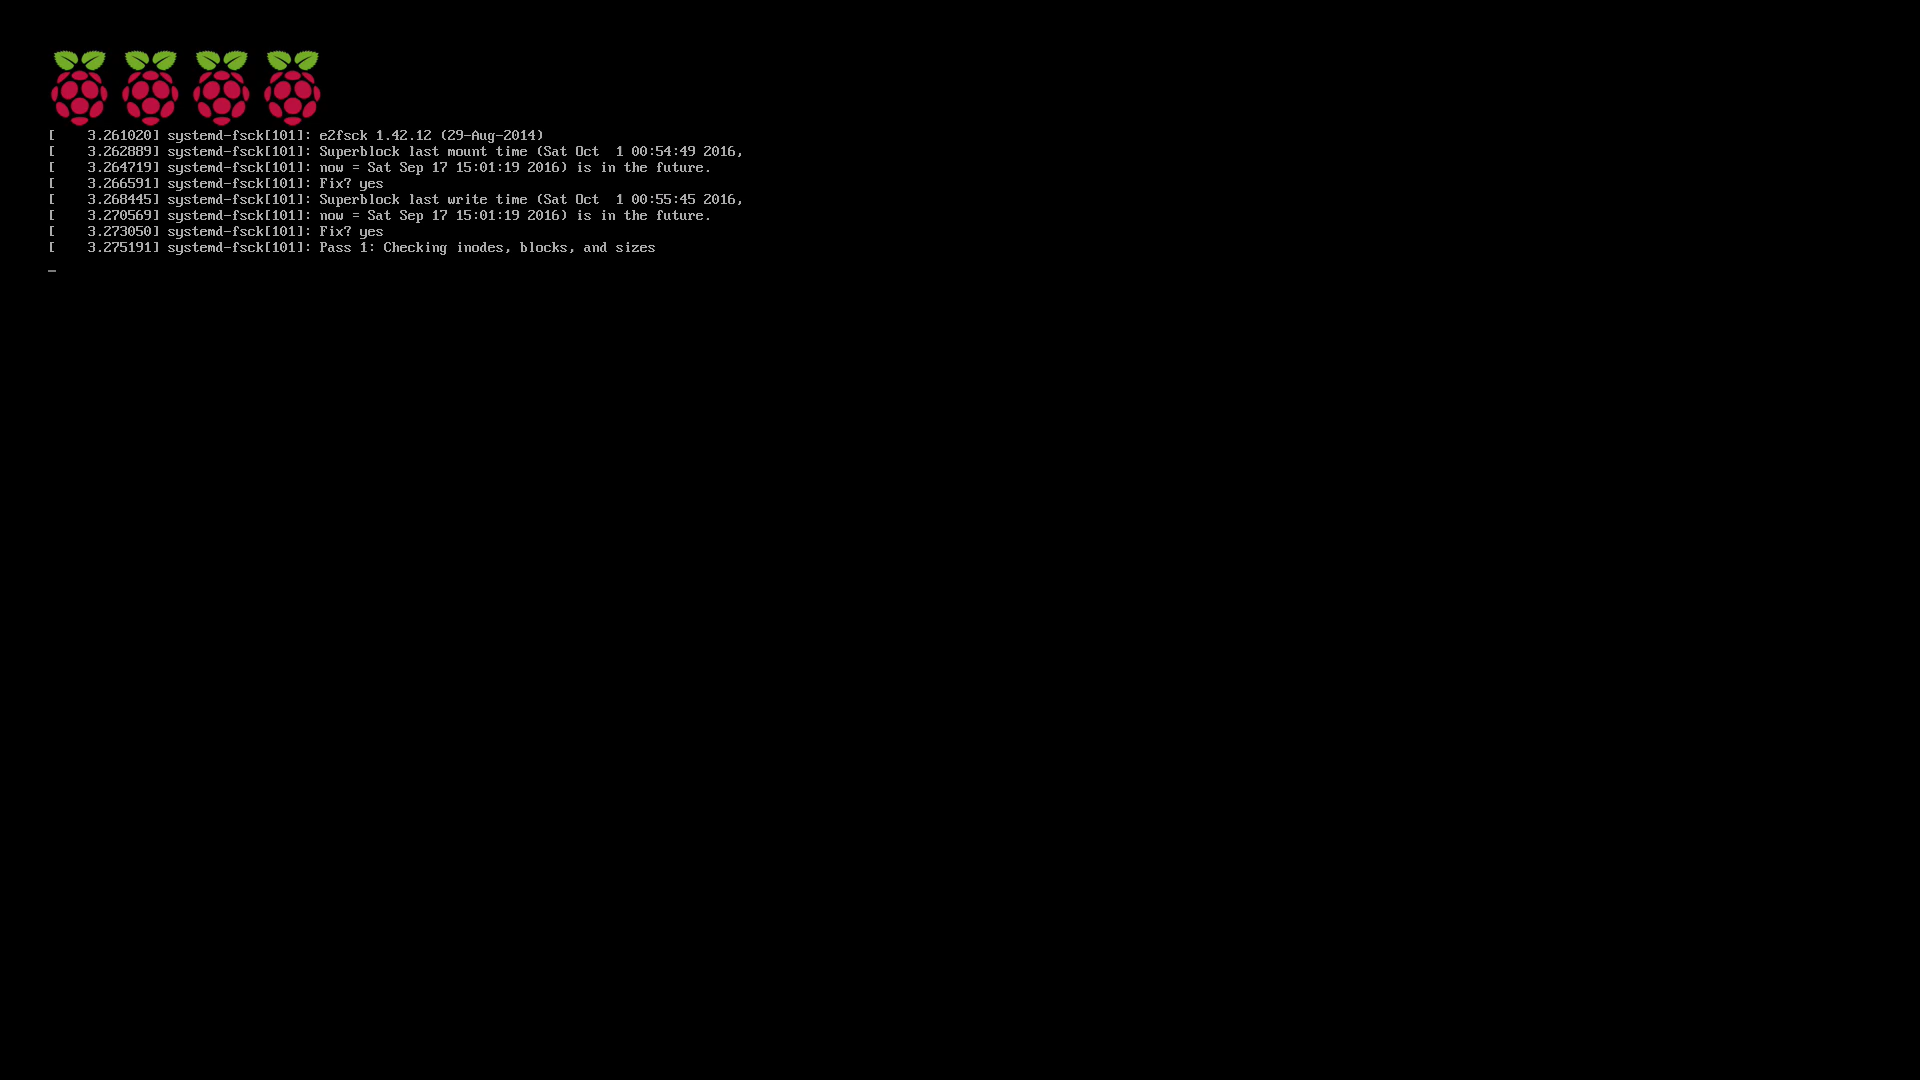 [    3.261020] systemd-fsck[101]: e2fsck 1.42.12 (29-Aug-2014)
[    3.262889] systemd-fsck[101]: Superblock last mount time (Sat Oct  1 00:54:49 2016,
[    3.264719] systemd-fsck[101]: now = Sat Sep 17 15:01:19 2016) is in the future.
[    3.266591] systemd-fsck[101]: Fix? yes
[    3.268445] systemd-fsck[101]: Superblock last write time (Sat Oct  1 00:55:45 2016,
[    3.270569] systemd-fsck[101]: now = Sat Sep 17 15:01:19 2016) is in the future.
[    3.273050] systemd-fsck[101]: Fix? yes
[    3.275191] systemd-fsck[101]: Pass 1: Checking inodes, blocks, and sizes
_